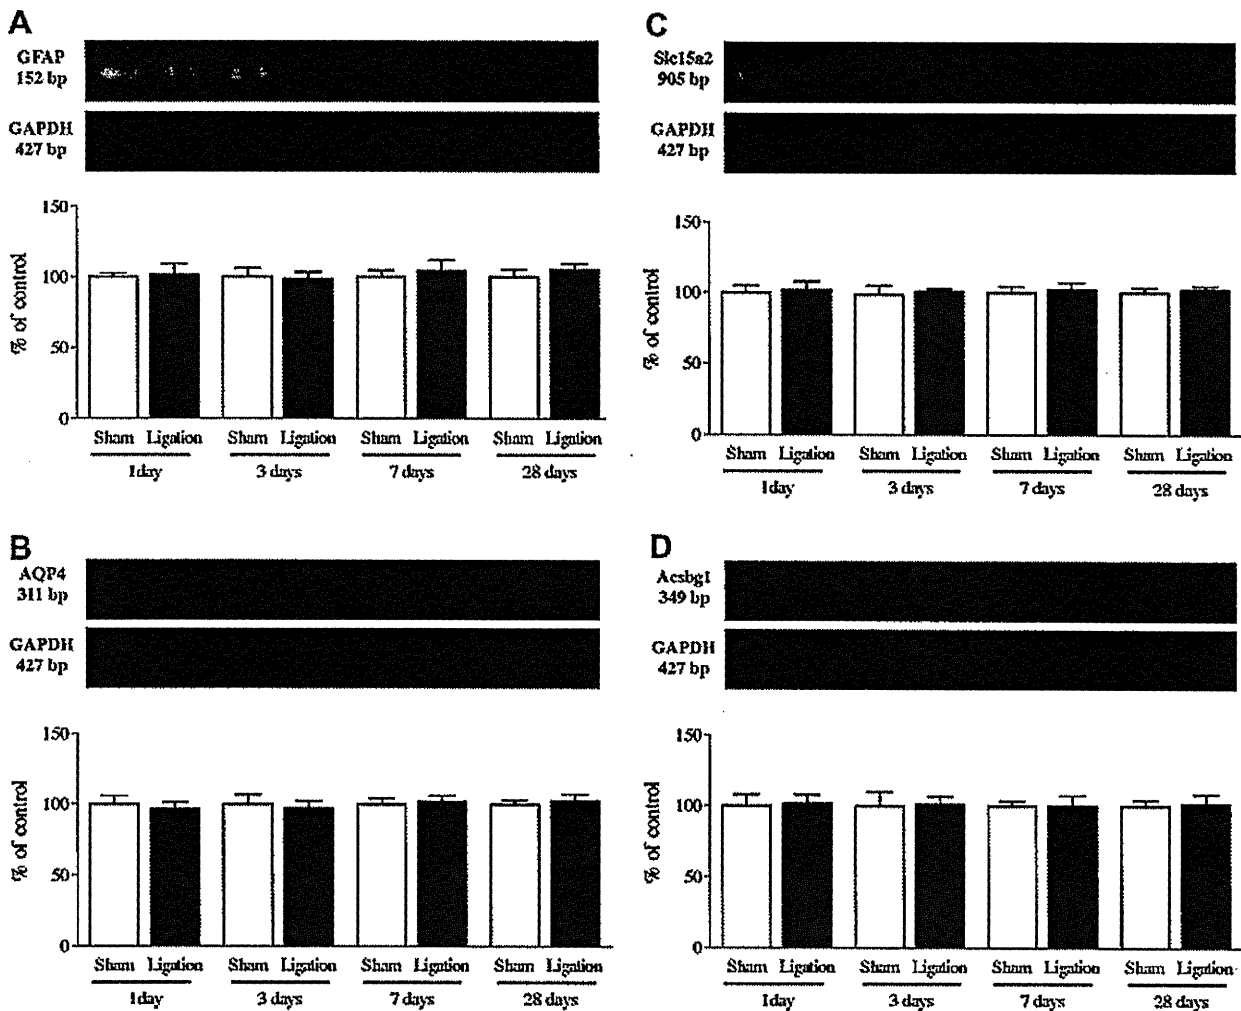 A
GFAP
152 bp
GAPDH
427 bp
150
100
50
0
% of control
Sham Ligation Sham Ligation Sham Ligation Sham Ligation
1day 3 days 7 days 28 days
B
AQP4
311 bp
GAPDH
427 bp
150
100
50
0
% of control
Sham Ligation Sham Ligation Sham Ligation Sham Ligation
1day 3 days 7 days 28 days
C
Slc15a2
905 bp
GAPDH
427 bp
150
100
50
0
% of control
Sham Ligation Sham Ligation Sham Ligation Sham Ligation
1day 3 days 7 days 28 days
D
Acsbg1
349 bp
GAPDH
427 bp
150
100
50
0
% of control
Sham Ligation Sham Ligation Sham Ligation Sham Ligation
1day 3 days 7 days 28 days